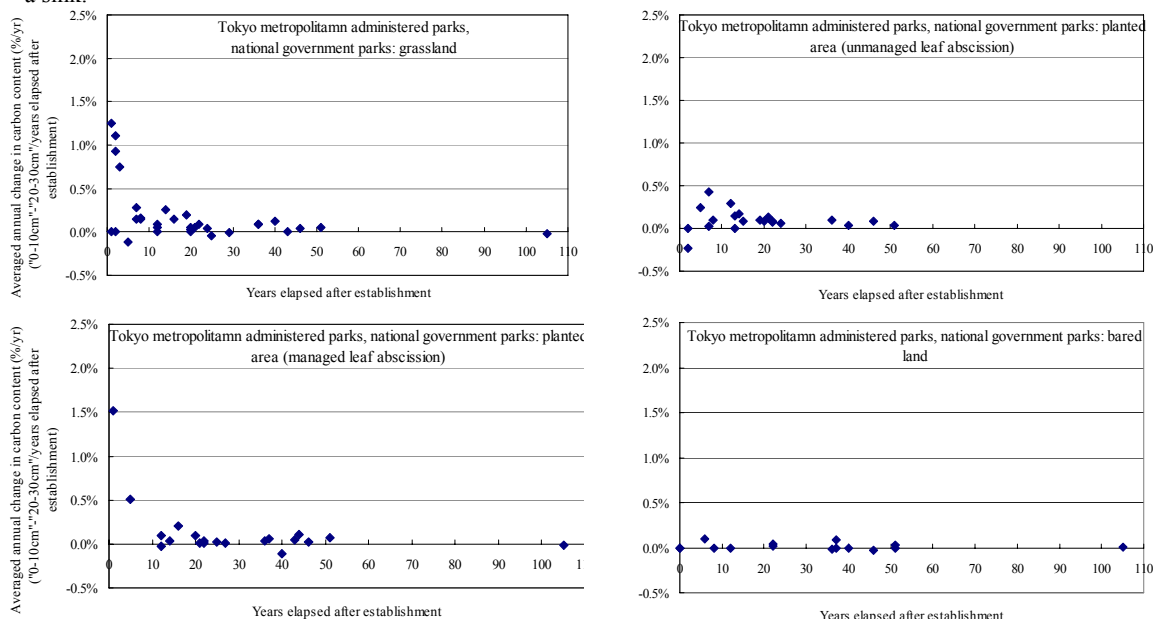 a sink.
Averaged annual change in carbon content (%/yr)
("0-10cm"-"20-30cm"/years elapsed after
establishment)
Tokyo metropolitamn administered parks,
national government parks: grassland
2.5%
2.0%
1.5%
1.0%
0.5%
0.0%
-0.5%
0 10 20 30 40 50 60 70 80 90 100 110
Years elapsed after establishment
Tokyo metropolitamn administered parks, national government parks: planted
area (unmanaged leaf abscission)
2.5%
2.0%
1.5%
1.0%
0.5%
0.0%
-0.5%
0 10 20 30 40 50 60 70 80 90 100 110
Years elapsed after establishment
Averaged annual change in carbon content (%/yr)
("0-10cm"-"20-30cm"/years elapsed after
establishment)
Tokyo metropolitamn administered parks, national government parks: planted
area (managed leaf abscission)
2.5%
2.0%
1.5%
1.0%
0.5%
0.0%
-0.5%
0 10 20 30 40 50 60 70 80 90 100 1
Years elapsed after establishment
Tokyo metropolitamn administered parks, national government parks: bared
land
2.5%
2.0%
1.5%
1.0%
0.5%
0.0%
-0.5%
0 10 20 30 40 50 60 70 80 90 100 110
Years elapsed after establishment